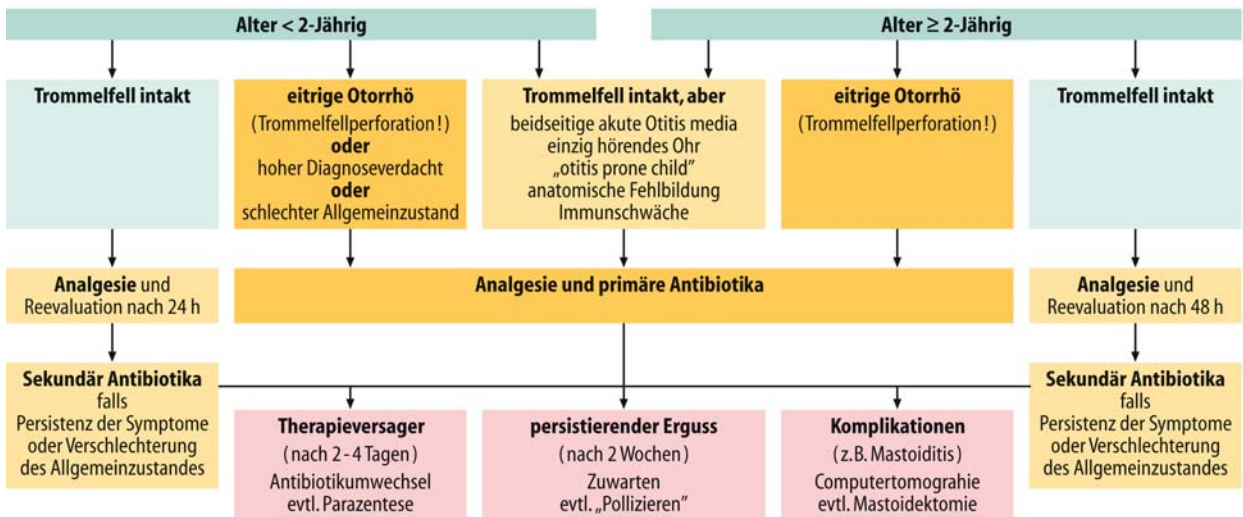 Alter < 2-Jährig
Alter ≥ 2-Jährig
Trommelfell intakt
eitrige Otorrhö
(Trommelfellperforation!)
oder
hoher Diagnoseverdacht
oder
schlechter Allgemeinzustand
Trommelfell intakt, aber
beidseitige akute Otitis media
einzig hörendes Ohr
„otitis prone child”
anatomische Fehlbildung
Immunschwäche
eitrige Otorrhö
(Trommelfellperforation!)
Trommelfell intakt
Analgesie und
Reevaluation nach 24 h
Analgesie und primäre Antibiotika
Analgesie und
Reevaluation nach 48 h
Sekundär Antibiotika
falls
Persistenz der Symptome
oder Verschlechterung
des Allgemeinzustandes
Therapieversager
(nach 2-4 Tagen)
Antibiotikumwechsel
evtl. Parazentese
persistierender Erguss
(nach 2 Wochen)
Zuwarten
evtl. „Pollizieren”
Komplikationen
(z.B. Mastoiditis)
Computertomograhie
evtl. Mastoidektomie
Sekundär Antibiotika
falls
Persistenz der Symptome
oder Verschlechterung
des Allgemeinzustandes